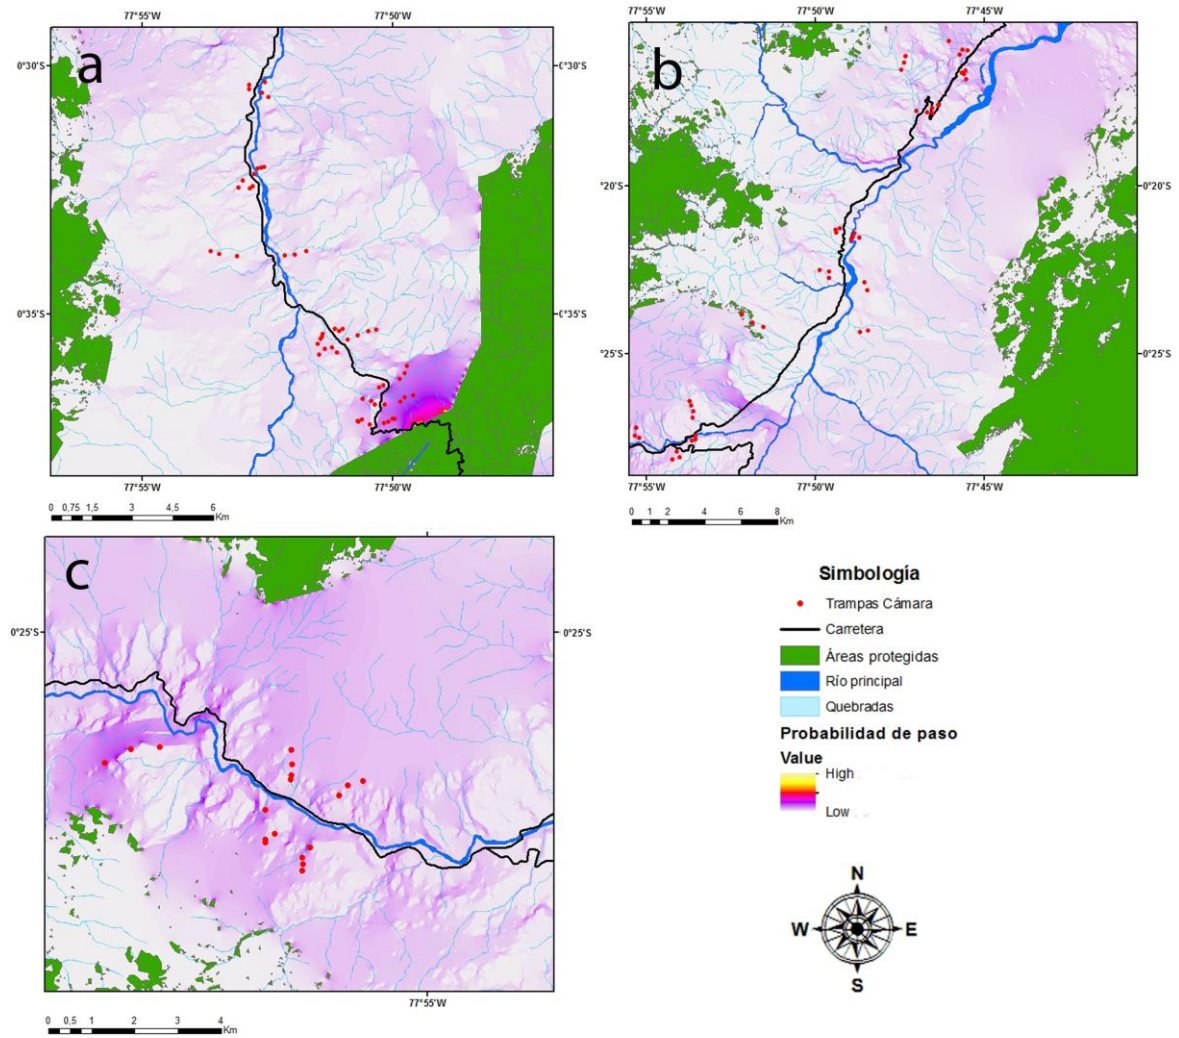 77°55'W 77°50'W
77°55'W 77°50'W 77°45'W
a
b
0°30'S °30'S
°20'S 0°20'S
0°35'S C°35'S
°25'S 0°25'S
77°55'W 77°50'W
77°55'W 77°50'W 77°45'W
0 0,75 1,5 3 4,5 6
Km
0 1 2 4 6 8
Km
c
0°25'S 0°25'S
77°55'W
0 0,5 1 2 3 4
Km
Simbología
Trampas Cámara
Carretera
Áreas protegidas
Río principal
Quebradas
Probabilidad de paso
Value
High
Low
N
W E
S